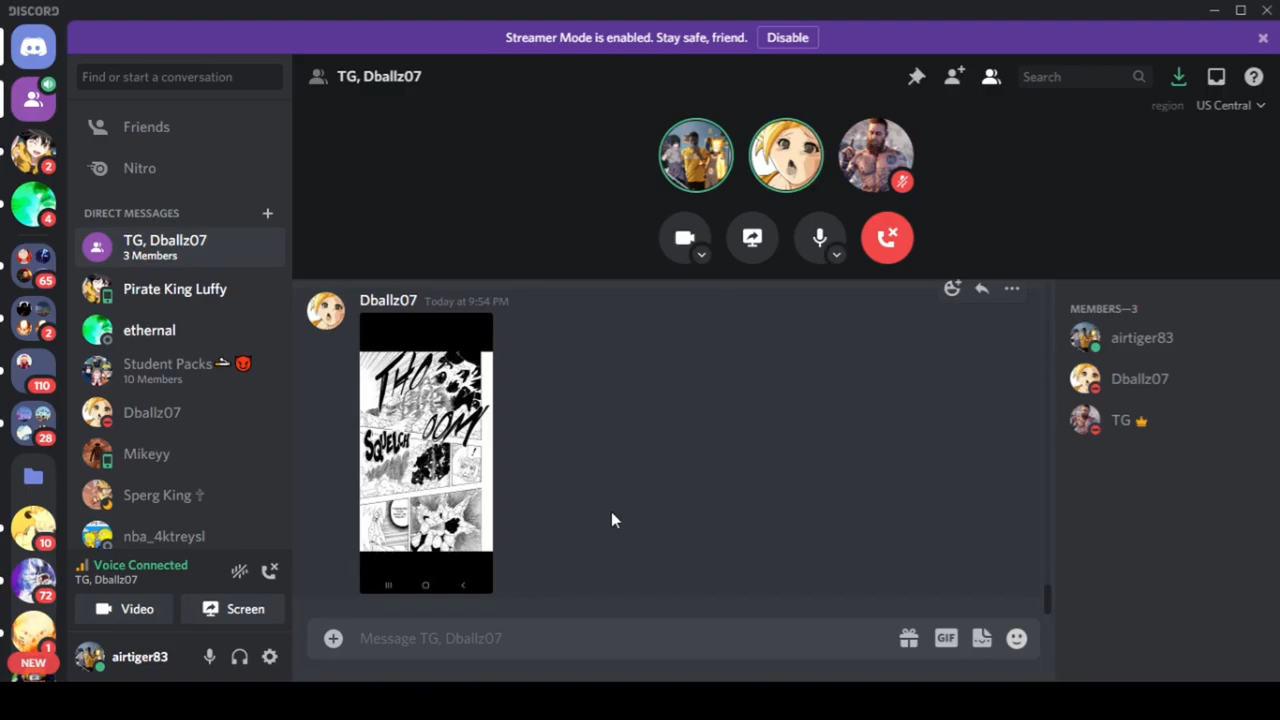 DISCORD
Streamer Mode is enabled. Stay safe, friend.
Disable
Find or start a conversation
TG, Dballz07
Search
region
US Central
Friends
Nitro
DIRECT MESSAGES
TG, Dballz07
3 Members
Pirate King Luffy
ethernal
Student Packs
10 Members
Dballz07
Mikeyy
Sperg King
nba_4ktreysl
Voice Connected
TG, Dballz07
Video
Screen
airtiger83
2
4
65
2
110
28
10
72
1
NEW
Dballz07
Today at 9:54 PM
THO
OOM
SQUELCH
!
Message TG, Dballz07
GIF
MEMBERS—3
airtiger83
Dballz07
TG